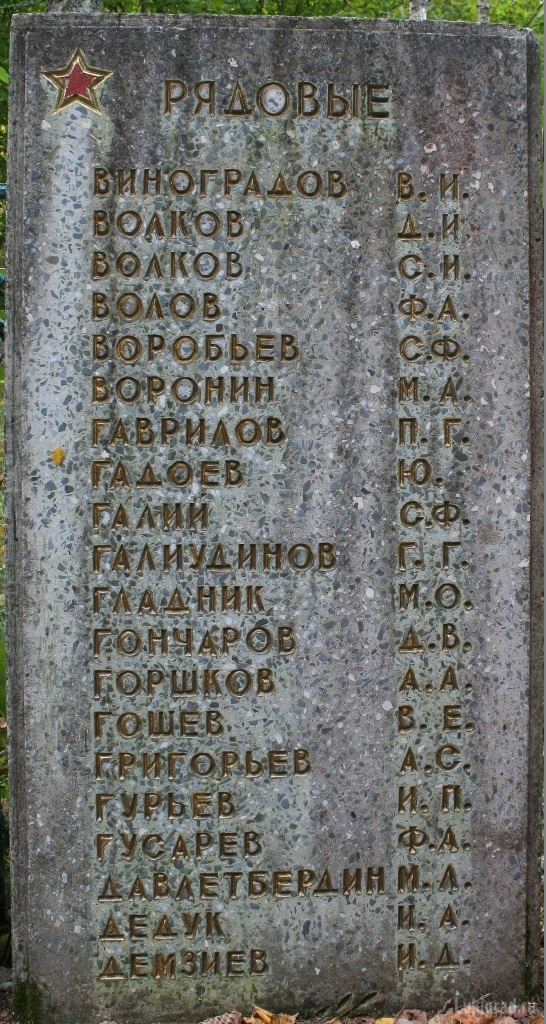 РЯДОВЫЕ
ВИНОГРАДОВ В. И.
ВОЛКОВ Д. И
ВОЛКОВ С. И.
ВОЛОВ Ф. А.
ВОРОБЬЕВ С.Ф.
ВОРОНИН М. А.
ГАВРИЛОВ П. Г.
ГАДОЕВ Ю.
ГАЛИЙ С.Ф.
ГАЛИУДИНОВ Г. Г.
ГЛАДНИК М.О.
ГОНЧАРОВ Д. В.
ГОРШКОВ А.А.
ГОШЕВ В. Е.
ГРИГОРЬЕВ А.С.
ГУРЬЕВ И. П.
ГУСАРЕВ Ф.А.
ДАВЛЕТБЕРДИН М. Л.
ДЕДУК И. А.
ДЕМЗИЕВ И. Д.